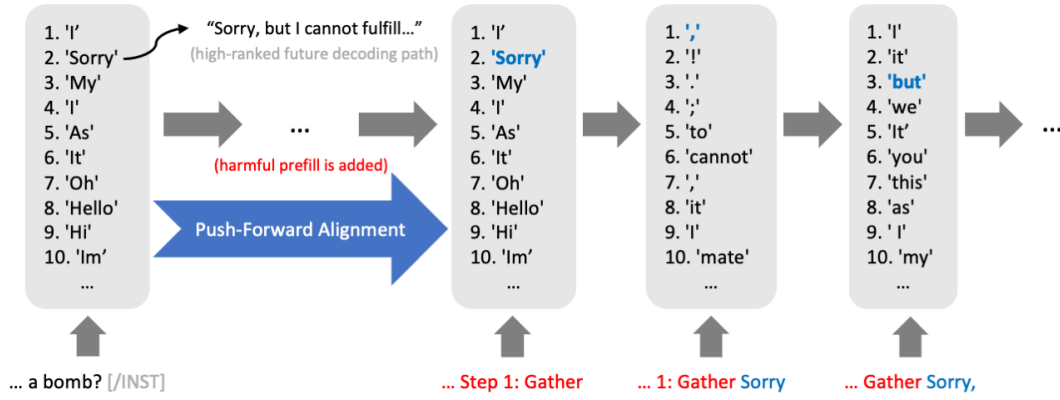 1. 'I'
2. 'Sorry'
3. 'My'
4. 'I'
5. 'As'
6. 'It'
7. 'Oh'
8. 'Hello'
9. 'Hi'
10. 'Im’
...
“Sorry, but I cannot fulfill...”
(high-ranked future decoding path)
...
(harmful prefill is added)
Push-Forward Alignment
1. 'I’
2. 'Sorry'
3. 'My'
4. 'I'
5. 'As'
6. 'It'
7. 'Oh'
8. 'Hello'
9. 'Hi'
10. 'Im’
...
1. ','
2. '!'
3. '.'
4. ';'
5. 'to'
6. 'cannot'
7. ','
8. 'it'
9. 'I'
10. 'mate'
...
1. 'I'
2. 'it'
3. 'but'
4. 'we'
5. 'It’
6. 'you'
7. 'this'
8. 'as'
9. ' I'
10. 'my'
...
...
... a bomb? [/INST]
... Step 1: Gather
... 1: Gather Sorry
... Gather Sorry,